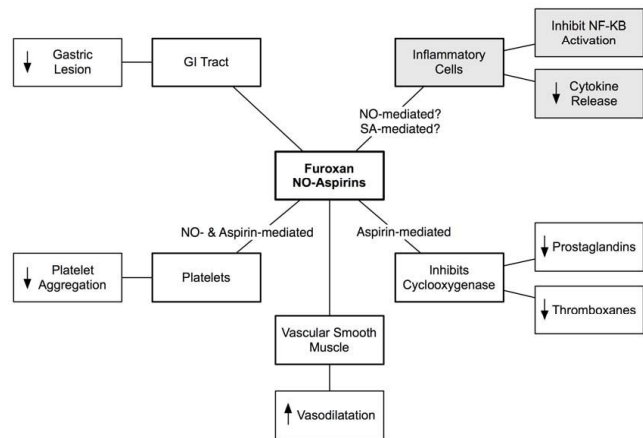 Gastric
Lesion
GI Tract
Inflammatory
Cells
Inhibit NF-KB
Activation
Cytokine
Release
NO-mediated?
SA-mediated?
Furoxan
NO-Aspirins
NO- & Aspirin-mediated
Aspirin-mediated
Platelet
Aggregation
Platelets
Inhibits
Cyclooxygenase
Prostaglandins
Thromboxanes
Vascular Smooth
Muscle
Vasodilatation